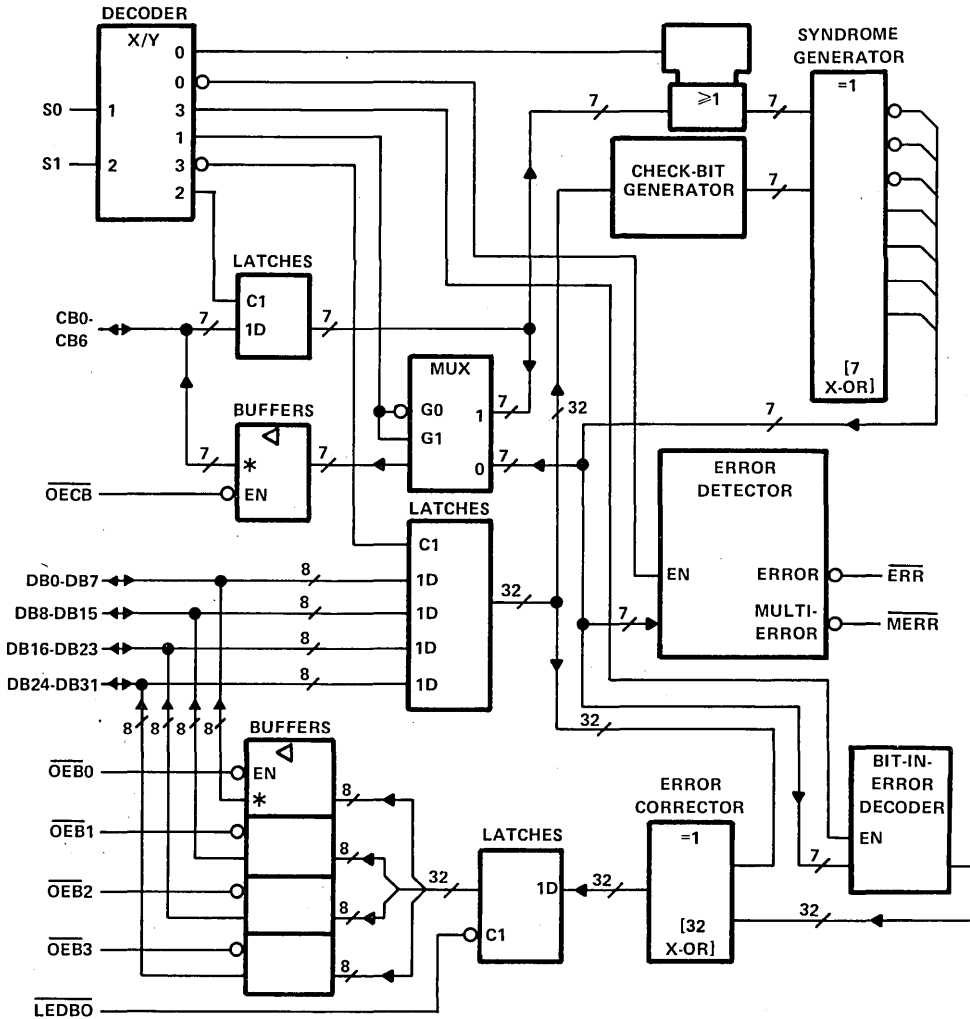 DECODER
X/Y
0
0
S0
1
3
1
S1
2
3
2
≥1
7
7
SYNDROME
GENERATOR
=1
CHECK-BIT
GENERATOR
7
[7
X-OR]
LATCHES
C1
CB0-
CB6
7
1D
7
MUX
G0
1
7
G1
0
7
32
7
BUFFERS
*
7
7
OECB
EN
ERROR
DETECTOR
EN
ERROR
ERR
7
MULTI-
ERROR
MERR
LATCHES
C1
DB0-DB7
8
1D
DB8-DB15
8
1D
32
DB16-DB23
8
1D
DB24-DB31
8
1D
8
8
8
8
BUFFERS
32
OEB0
EN
*
8
OEB1
8
OEB2
8
OEB3
8
LEDBO
32
LATCHES
1D
C1
32
ERROR
CORRECTOR
=1
[32
X-OR]
32
BIT-IN-
ERROR
DECODER
EN
7